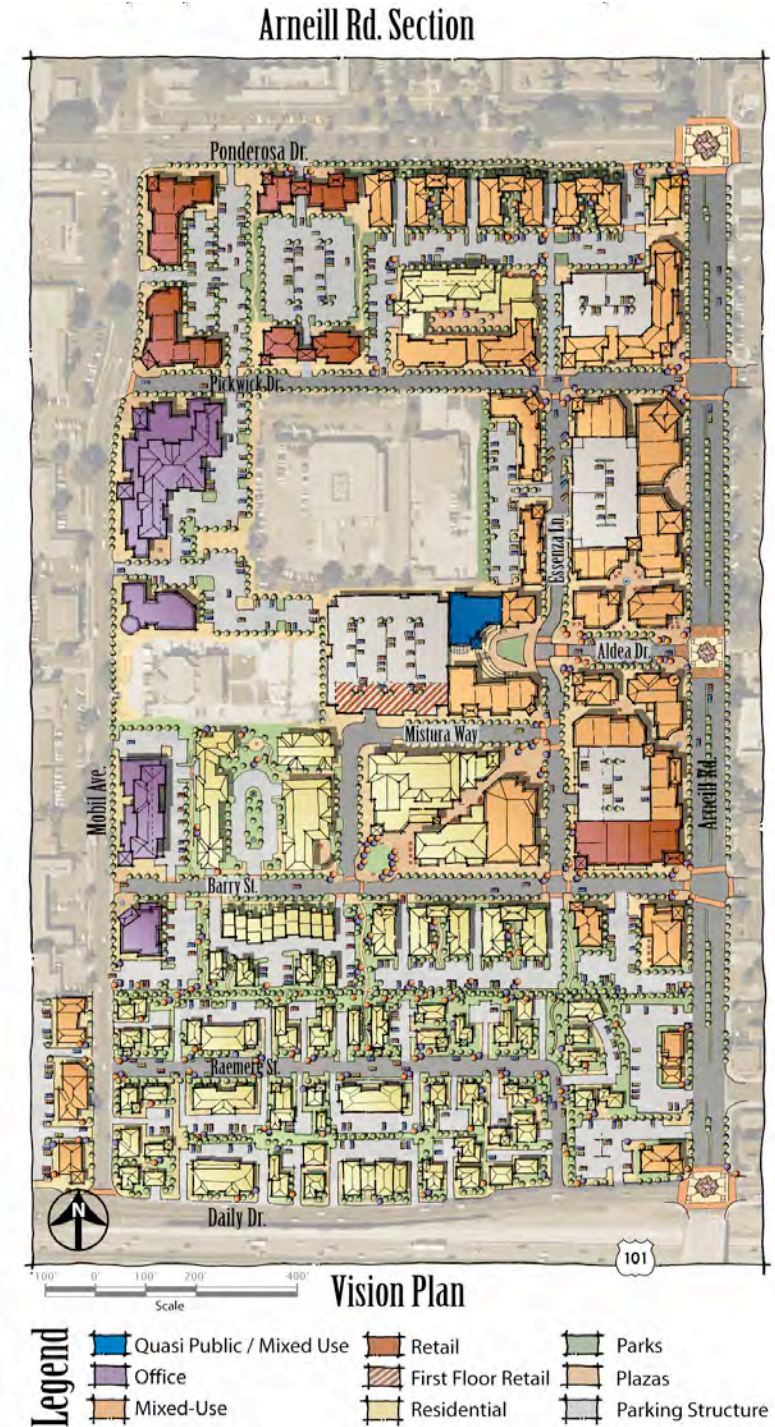 Arneill Rd. Section
Ponderosa Dr.
Pickwick Dr.
Essenza Ln.
Aldea Dr.
Mistura Way
Mobil Ave.
Arneill Rd.
Barry St.
Raemere St.
Daily Dr.
N
101
100' 0' 100' 200' 400'
Scale
Vision Plan
Legend
Quasi Public / Mixed Use
Office
Mixed-Use
Retail
First Floor Retail
Residential
Parks
Plazas
Parking Structure